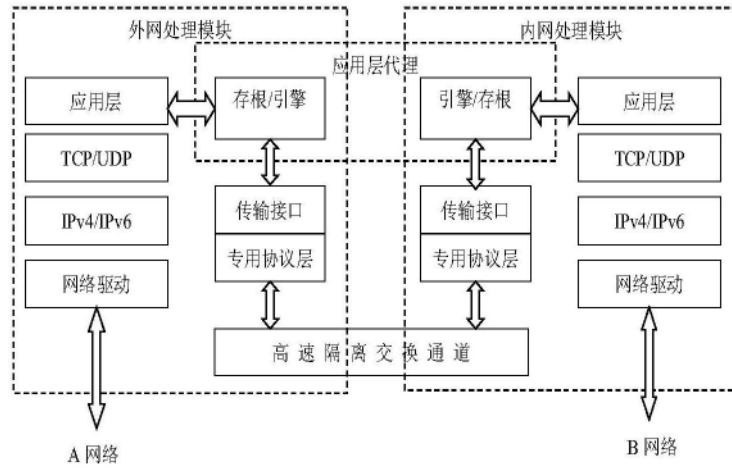 外网处理模块
内网处理模块
应用层代理
应用层
存根/引擎
引擎/存根
应用层
TCP/UDP
TCP/UDP
IPv4/IPv6
传输接口
传输接口
IPv4/IPv6
专用协议层
专用协议层
网络驱动
网络驱动
高速隔离交换通道
A 网络
B 网络